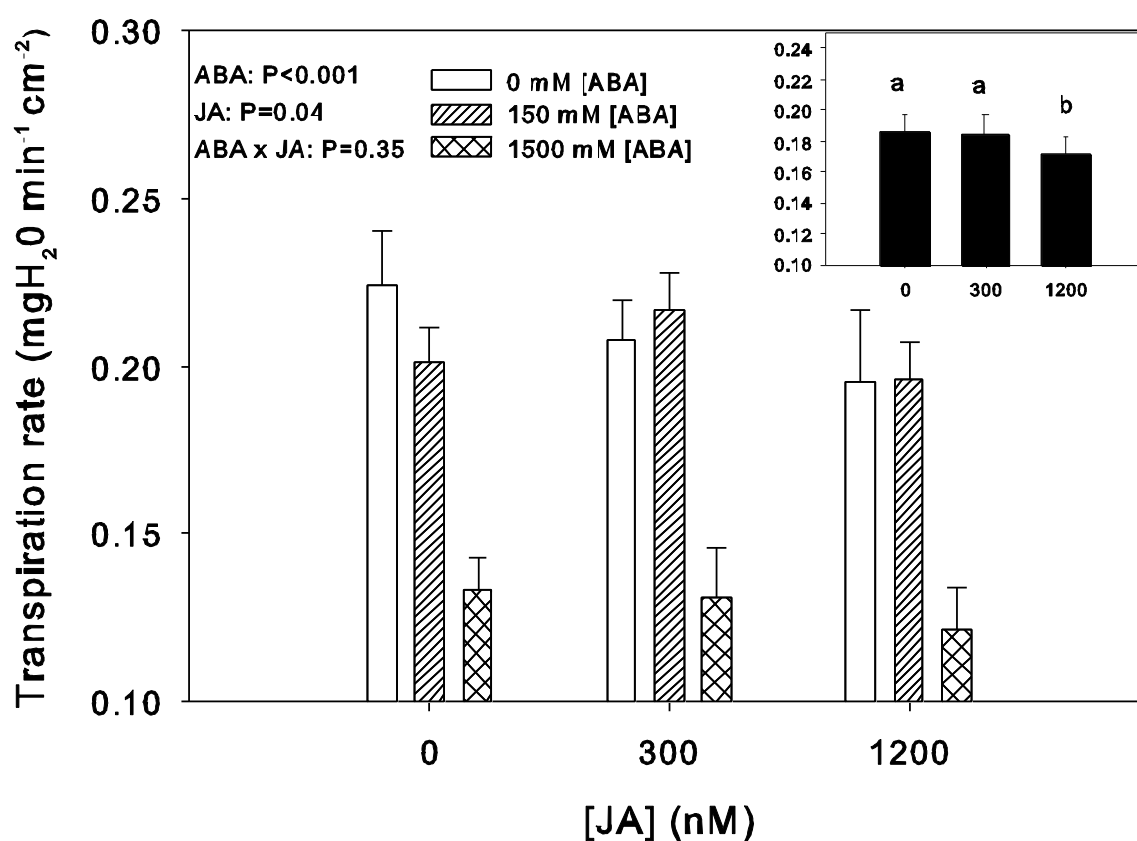 Transpiration rate (mgH₂0 min⁻¹ cm⁻²)
0.30
0.25
0.20
0.15
0.10
ABA: P<0.001
JA: P=0.04
ABA x JA: P=0.35
0 mM [ABA]
150 mM [ABA]
1500 mM [ABA]
0.24
0.22
0.20
0.18
0.16
0.14
0.12
0.10
a a b
0 300 1200
0 300 1200
[JA] (nM)